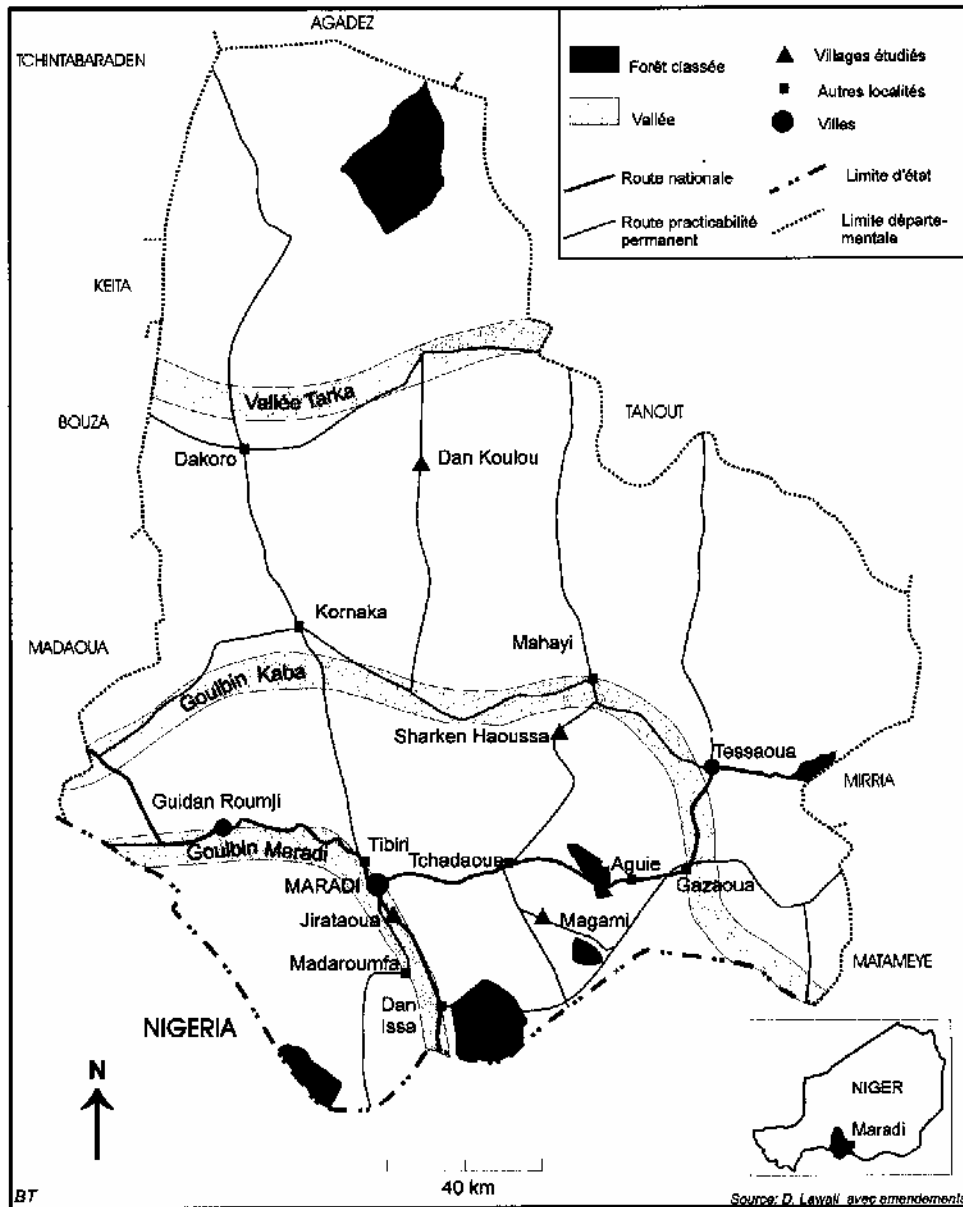 AGADEZ
TCHINTABARADEN
Forêt classée
Vallée
Route nationale
Route practicabilité
permanent
Villages étudiés
Autres localités
Villes
Limite d'état
Limite départe-
mentale
KEITA
Vallée Tarka
BOUZA
TANOUT
Dakoro
Dan Koulou
Kornaka
MADAOUA
Mahayi
Goulbin Kaba
Sharken Haoussa
Tessaoua
MIRRIA
Guidan Roumji
Goulbin Maradi
Tibiri
Tchadaoua
Aguie
MARADI
Gazaoua
Jirataoua
Magami
Madaroumfa
MATAMEYE
Dan
Issa
NIGERIA
N
NIGER
Maradi
40 km
BT
Source: D. Lawali avec amendements